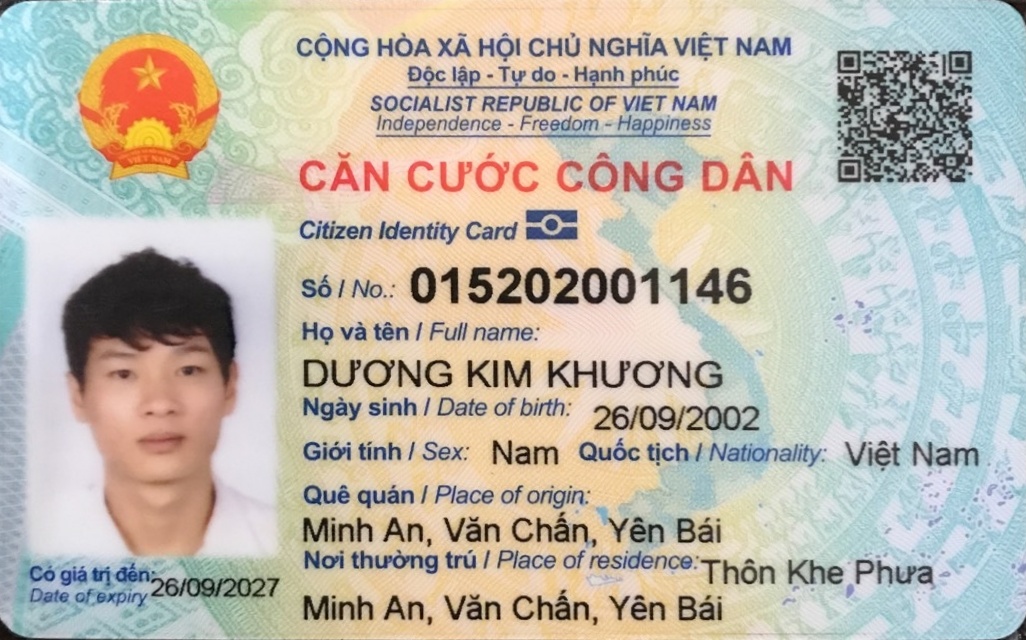 CỘNG HÒA XÃ HỘI CHỦ NGHĨA VIỆT NAM
Độc lập - Tự do - Hạnh phúc
SOCIALIST REPUBLIC OF VIET NAM
Independence - Freedom - Happiness
CĂN CƯỚC CÔNG DÂN
Citizen Identity Card
Số / No.: 015202001146
Họ và tên / Full name:
DƯƠNG KIM KHƯƠNG
Ngày sinh / Date of birth: 26/09/2002
Giới tính / Sex: Nam Quốc tịch / Nationality: Việt Nam
Quê quán / Place of origin:
Minh An, Văn Chấn, Yên Bái
Nơi thường trú / Place of residence: Thôn Khe Phưa
Minh An, Văn Chấn, Yên Bái
Có giá trị đến: 26/09/2027
Date of expiry
VIỆT NAM